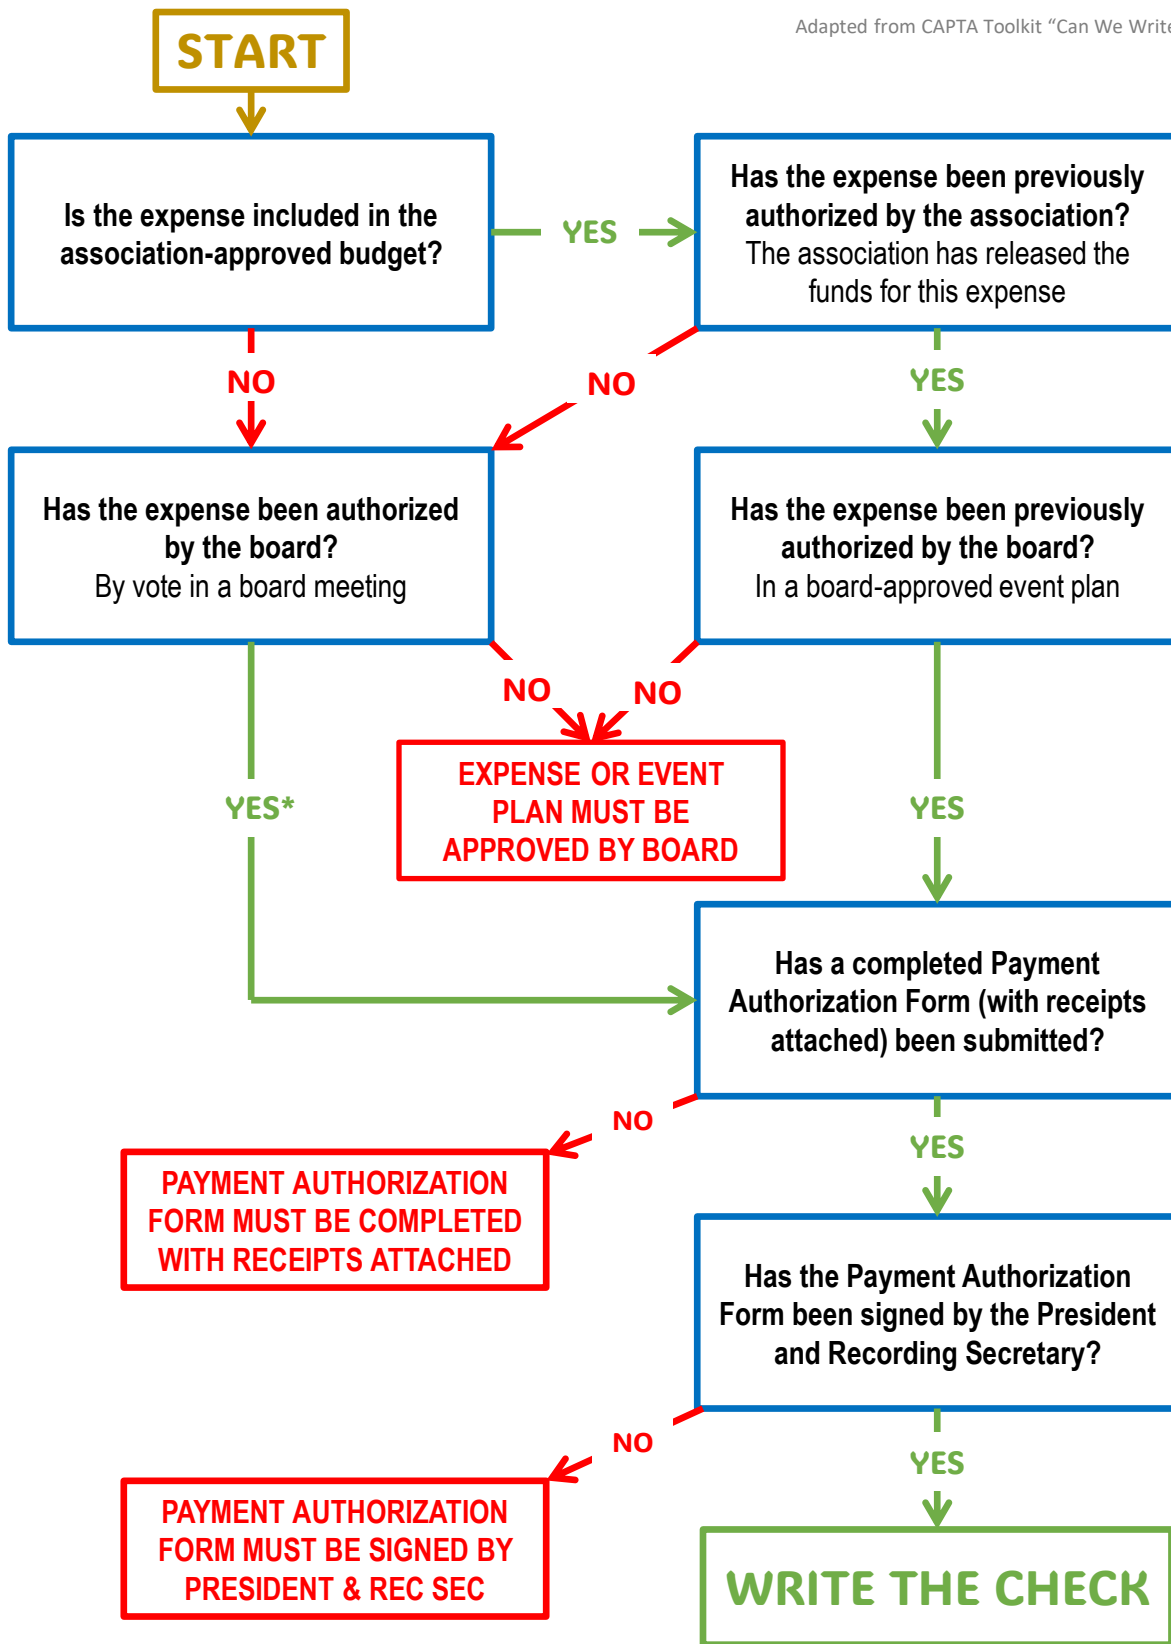 Adapted from CAPTA Toolkit “Can We Write
START
Is the expense included in the
association-approved budget?
YES
Has the expense been previously
authorized by the association?
The association has released the
funds for this expense
NO
NO
YES
Has the expense been authorized
by the board?
By vote in a board meeting
Has the expense been previously
authorized by the board?
In a board-approved event plan
NO
NO
EXPENSE OR EVENT
PLAN MUST BE
APPROVED BY BOARD
YES*
YES
Has a completed Payment
Authorization Form (with receipts
attached) been submitted?
NO
YES
PAYMENT AUTHORIZATION
FORM MUST BE COMPLETED
WITH RECEIPTS ATTACHED
Has the Payment Authorization
Form been signed by the President
and Recording Secretary?
NO
YES
PAYMENT AUTHORIZATION
FORM MUST BE SIGNED BY
PRESIDENT & REC SEC
WRITE THE CHECK